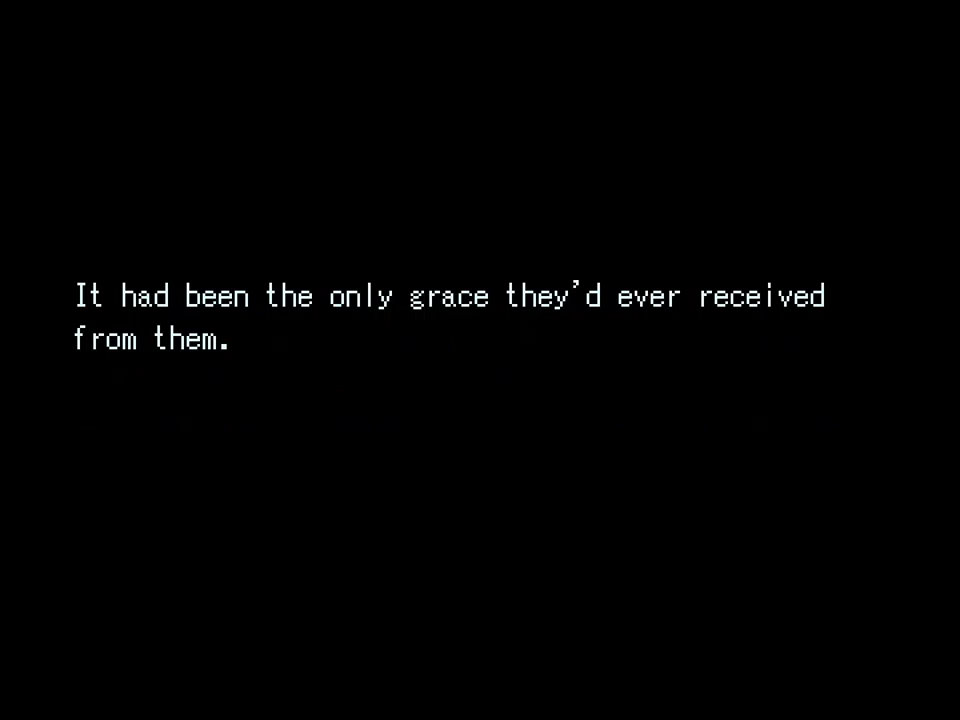 It had been the only grace they'd ever received
from them.